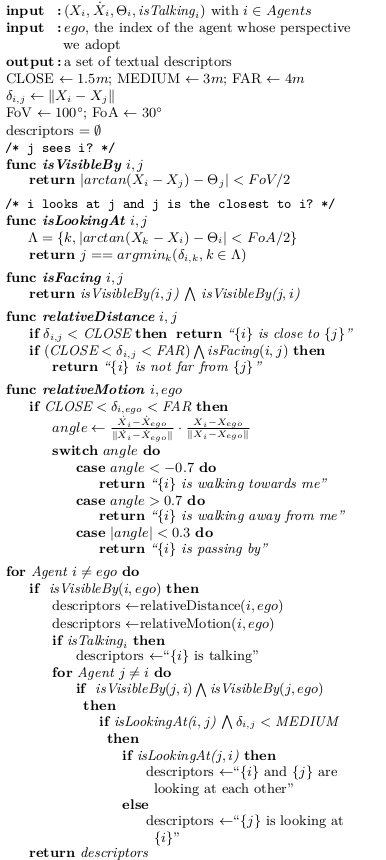 input : (X_i, Ẋ_i, Θ_i, isTalking_i) with i ∈ Agents
input : ego, the index of the agent whose perspective
we adopt
output: a set of textual descriptors
CLOSE ← 1.5m; MEDIUM ← 3m; FAR ← 4m
δ_{i,j} ← ‖X_i − X_j‖
FoV ← 100°; FoA ← 30°
descriptors = ∅
/* j sees i? */
func isVisibleBy i, j
return |arctan(X_i − X_j) − Θ_j| < FoV/2
/* i looks at j and j is the closest to i? */
func isLookingAt i, j
Λ = {k, |arctan(X_k − X_i) − Θ_i| < FoA/2}
return j == argmin_k(δ_{i,k}, k ∈ Λ)
func isFacing i, j
return isVisibleBy(i, j) ⋀ isVisibleBy(j, i)
func relativeDistance i, j
if δ_{i,j} < CLOSE then return “{i} is close to {j}”
if (CLOSE < δ_{i,j} < FAR) ⋀ isFacing(i, j) then
return “{i} is not far from {j}”
func relativeMotion i, ego
if CLOSE < δ_{i,ego} < FAR then
angle ← (Ẋ_i − Ẋ_ego)/‖Ẋ_i − Ẋ_ego‖ · (X_i − X_ego)/‖X_i − X_ego‖
switch angle do
case angle < −0.7 do
return “{i} is walking towards me”
case angle > 0.7 do
return “{i} is walking away from me”
case |angle| < 0.3 do
return “{i} is passing by”
for Agent i ≠ ego do
if isVisibleBy(i, ego) then
descriptors ←relativeDistance(i, ego)
descriptors ←relativeMotion(i, ego)
if isTalking_i then
descriptors ←“{i} is talking”
for Agent j ≠ i do
if isVisibleBy(j, i) ⋀ isVisibleBy(j, ego)
then
if isLookingAt(i, j) ⋀ δ_{i,j} < MEDIUM
then
if isLookingAt(j, i) then
descriptors ←“{i} and {j} are
looking at each other”
else
descriptors ←“{j} is looking at
{i}”
return descriptors